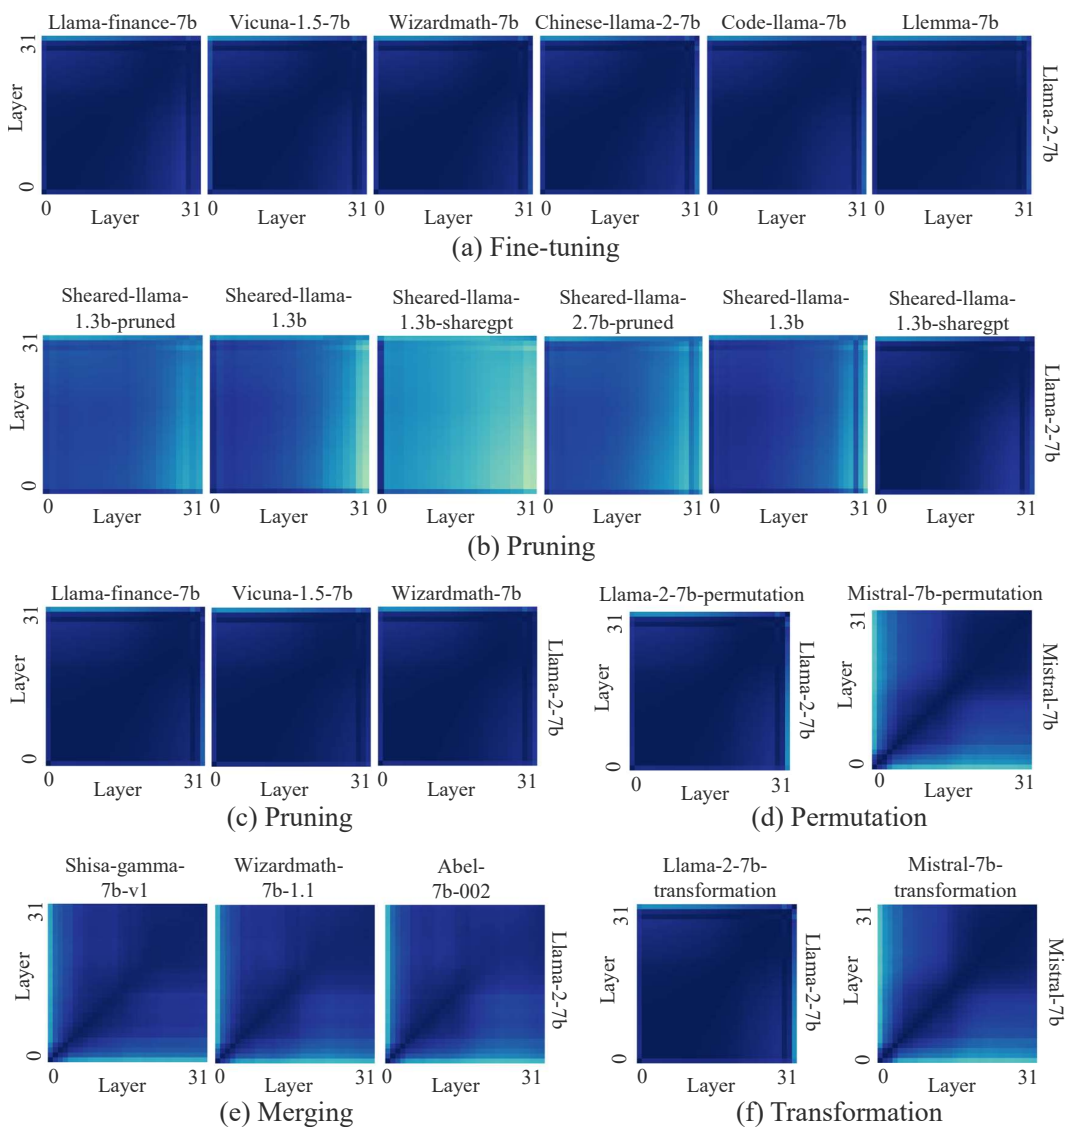 Llama-finance-7b Vicuna-1.5-7b Wizardmath-7b Chinese-llama-2-7b Code-llama-7b Llemma-7b
31
Layer
0
Llama-2-7b
0 31 0 31 0 31 0 31 0 31 0 31
Layer Layer Layer Layer Layer Layer
(a) Fine-tuning
Sheared-llama- Sheared-llama- Sheared-llama- Sheared-llama- Sheared-llama- Sheared-llama-
1.3b-pruned 1.3b 1.3b-sharegpt 2.7b-pruned 1.3b 1.3b-sharegpt
31
Layer
0
Llama-2-7b
0 31 0 31 0 31 0 31 0 31 0 31
Layer Layer Layer Layer Layer Layer
(b) Pruning
Llama-finance-7b Vicuna-1.5-7b Wizardmath-7b
31
Layer
0
Llama-2-7b
0 31 0 31 0 31
Layer Layer Layer
(c) Pruning
Llama-2-7b-permutation Mistral-7b-permutation
31 31
Layer Layer
0 0
Llama-2-7b Mistral-7b
0 31 0 31
Layer Layer
(d) Permutation
Shisa-gamma- Wizardmath- Abel-
7b-v1 7b-1.1 7b-002
31
Layer
0
Llama-2-7b
0 31 0 31 0 31
Layer Layer Layer
(e) Merging
Llama-2-7b- Mistral-7b-
transformation transformation
31 31
Layer Layer
0 0
Llama-2-7b Mistral-7b
0 31 0 31
Layer Layer
(f) Transformation